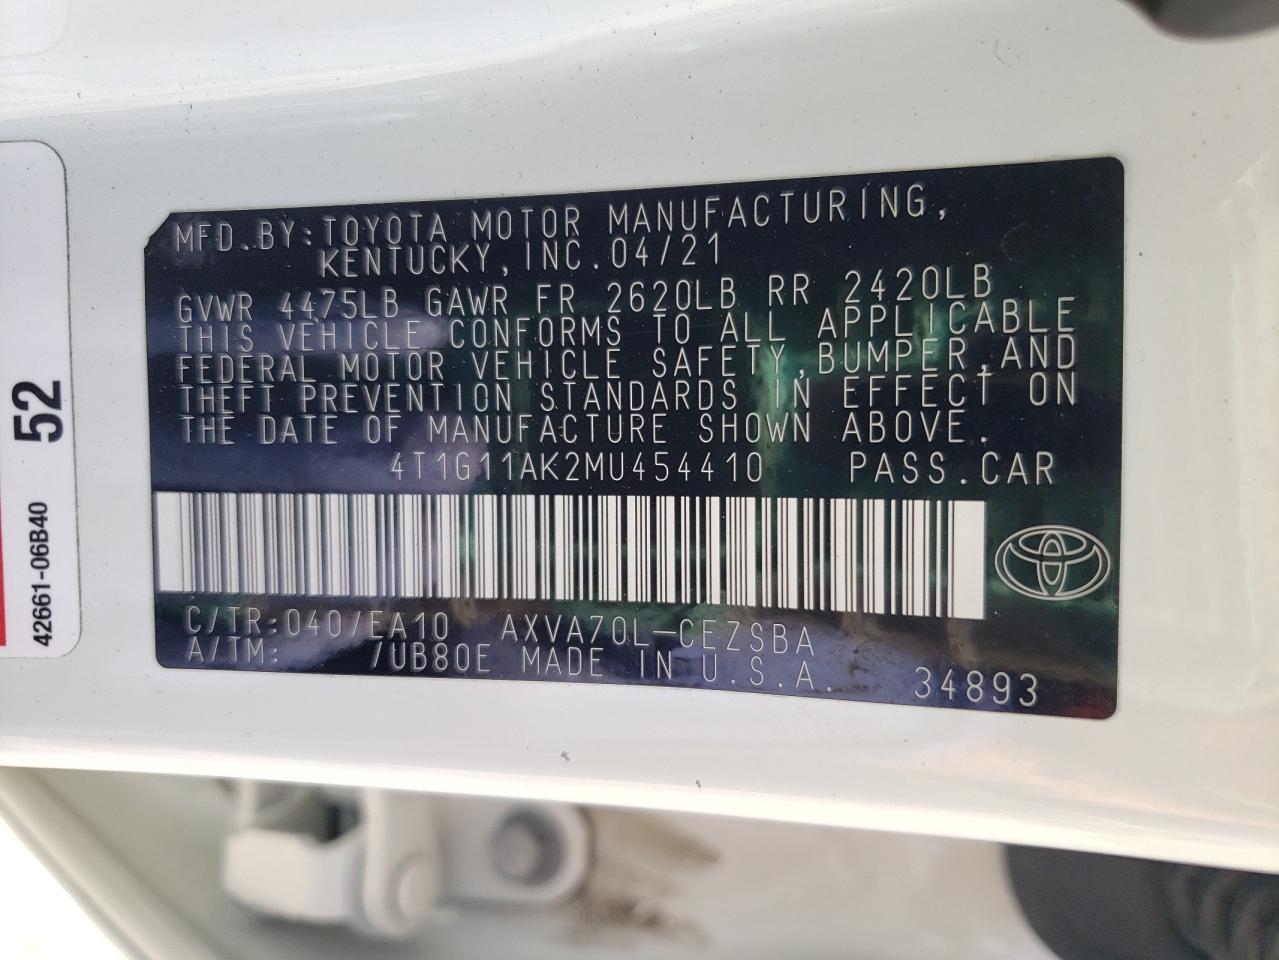 MFD. BY: TOYOTA MOTOR MANUFACTURING,
KENTUCKY, INC. 04/21
GVWR 4475LB GAWR FR 2620LB RR 2420LB
THIS VEHICLE CONFORMS TO ALL APPLICABLE
FEDERAL MOTOR VEHICLE SAFETY, BUMPER, AND
THEFT PREVENTION STANDARDS IN EFFECT ON
THE DATE OF MANUFACTURE SHOWN ABOVE.
4T1G11AK2MU454410 PASS. CAR
C/TR: 040/EA10 AXVA70L-CEZSBA
A/TM: /UB80E MADE IN U.S.A. 34893
52
42661-06B40